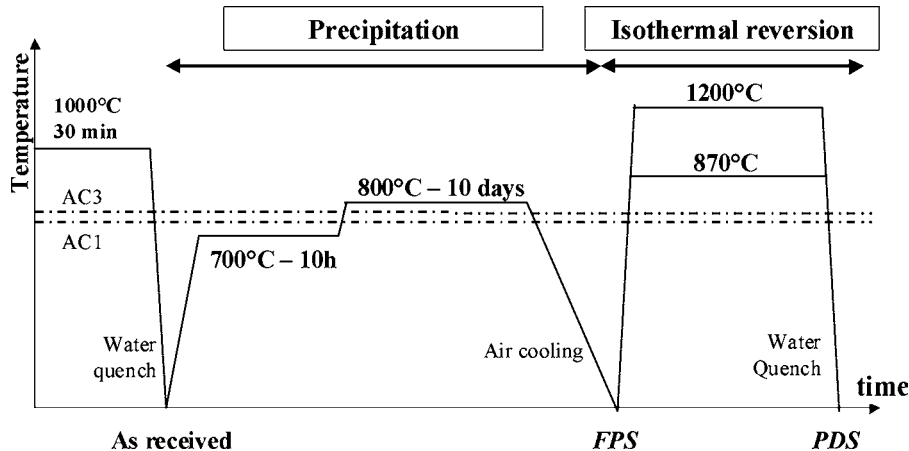 Precipitation
Isothermal reversion
Temperature
1000°C
30 min
1200°C
870°C
AC3
800°C – 10 days
AC1
700°C – 10h
Water
quench
Air cooling
Water
Quench
time
As received
FPS
PDS